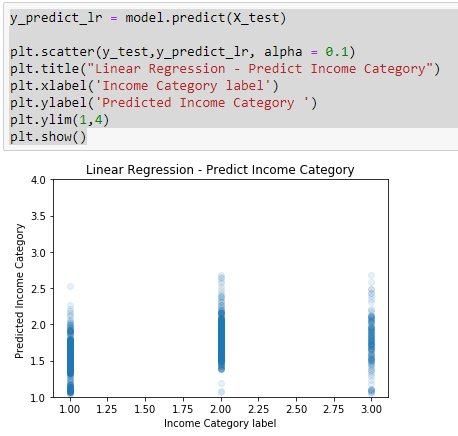 y_predict_lr = model.predict(X_test)
plt.scatter(y_test,y_predict_lr, alpha = 0.1)
plt.title("Linear Regression - Predict Income Category")
plt.xlabel('Income Category label')
plt.ylabel('Predicted Income Category ')
plt.ylim(1,4)
plt.show()
Linear Regression - Predict Income Category
Predicted Income Category
4.0
3.5
3.0
2.5
2.0
1.5
1.0
1.00 1.25 1.50 1.75 2.00 2.25 2.50 2.75 3.00
Income Category label